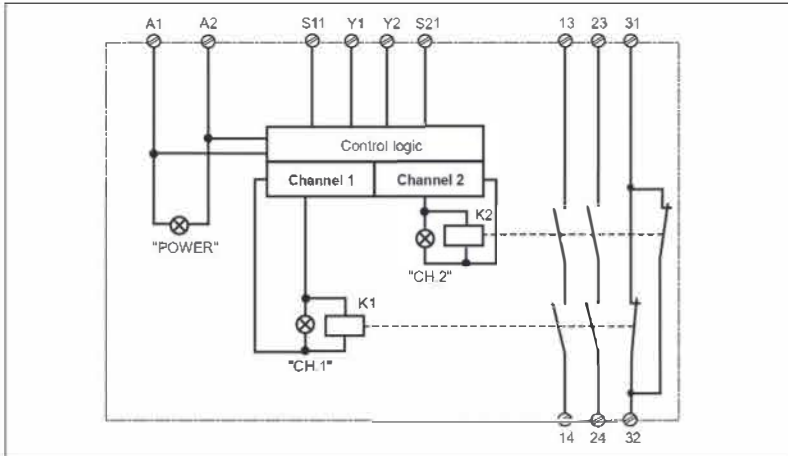 A1 A2 S11 Y1 Y2 S21 13 23 31
Control logic
Channel 1 Channel 2
K2
"POWER"
"CH.2"
K1
"CH.1"
14 24 32